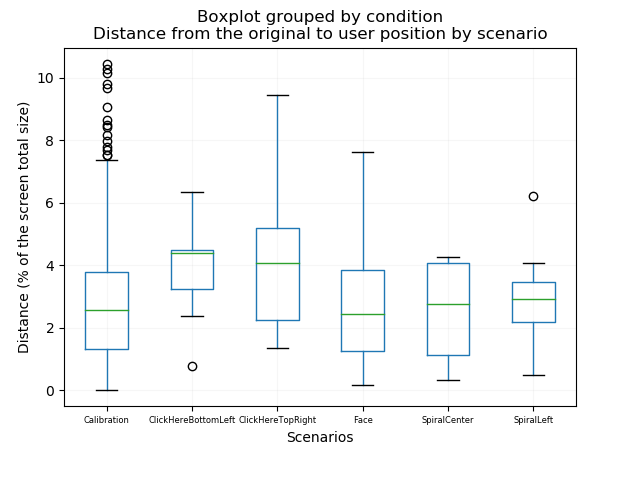 Boxplot grouped by condition
Distance from the original to user position by scenario
Distance (% of the screen total size)
10
8
6
4
2
0
Calibration ClickHereBottomLeft ClickHereTopRight Face SpiralCenter SpiralLeft
Scenarios